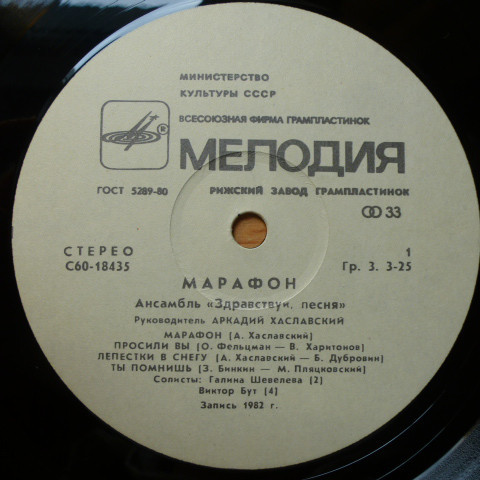 МИНИСТЕРСТВО
КУЛЬТУРЫ СССР
ВСЕСОЮЗНАЯ ФИРМА ГРАМПЛАСТИНОК
МЕЛОДИЯ
ГОСТ 5289-80 РИЖСКИЙ ЗАВОД ГРАМПЛАСТИНОК
33
СТЕРЕО 1
С60-18435 Гр. 3. 3-25
МАРАФОН
Ансамбль «Здравствуй, песня»
Руководитель АРКАДИЙ ХАСЛАВСКИЙ
МАРАФОН [А. Хаславский]
ПРОСИЛИ ВЫ [О. Фельцман — В. Харитонов]
ЛЕПЕСТКИ В СНЕГУ [А. Хаславский — Б. Дубровин]
ТЫ ПОМНИШЬ [З. Бинкин — М. Пляцковский]
Солисты: Галина Шевелева [2]
Виктор Бут [4]
Запись 1982 г.